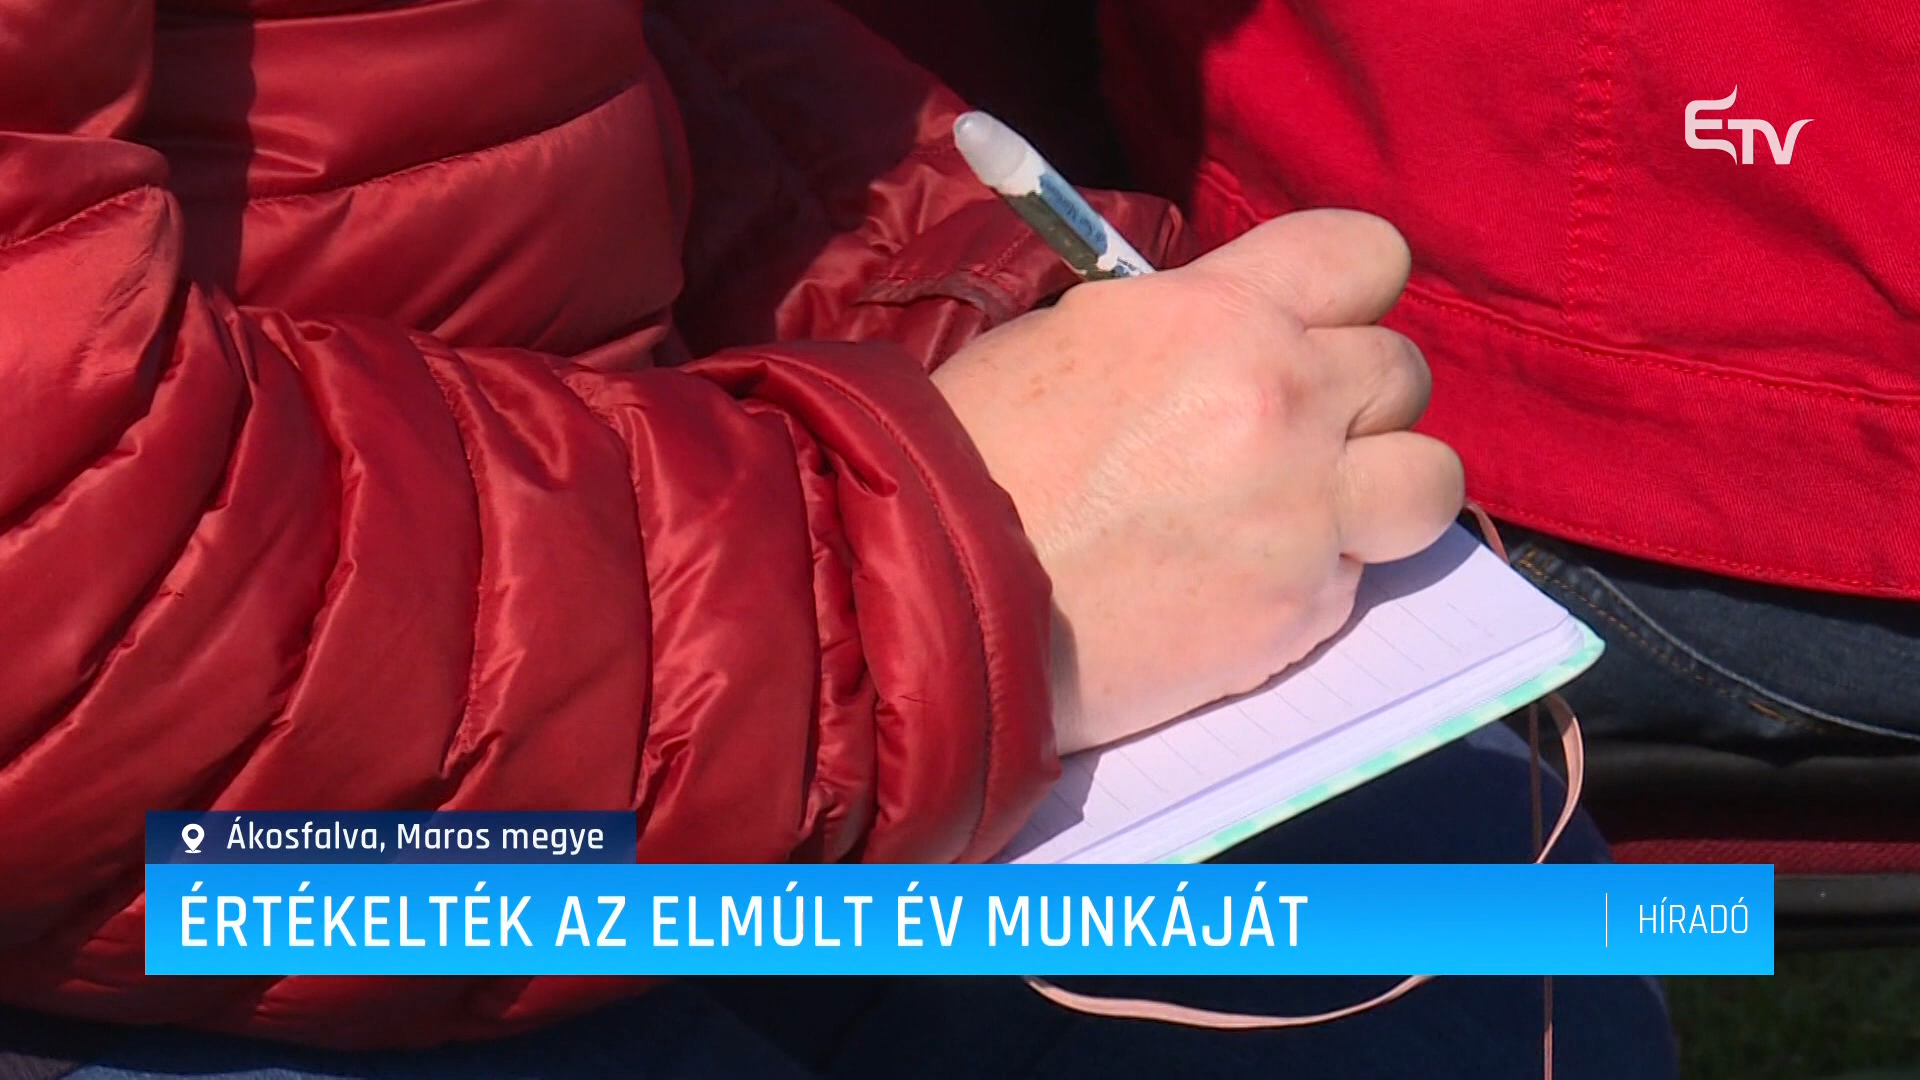 ETV
Ákosfalva, Maros megye
ÉRTÉKELTÉK AZ ELMÚLT ÉV MUNKÁJÁT
HÍRADÓ